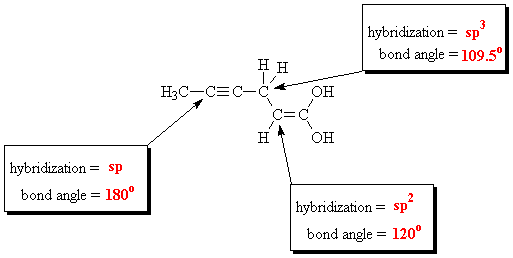 hybridization = sp³
bond angle = 109.5°
H H
H₃C—C≡C—C OH
C=C
H OH
hybridization = sp
bond angle = 180°
hybridization = sp²
bond angle = 120°